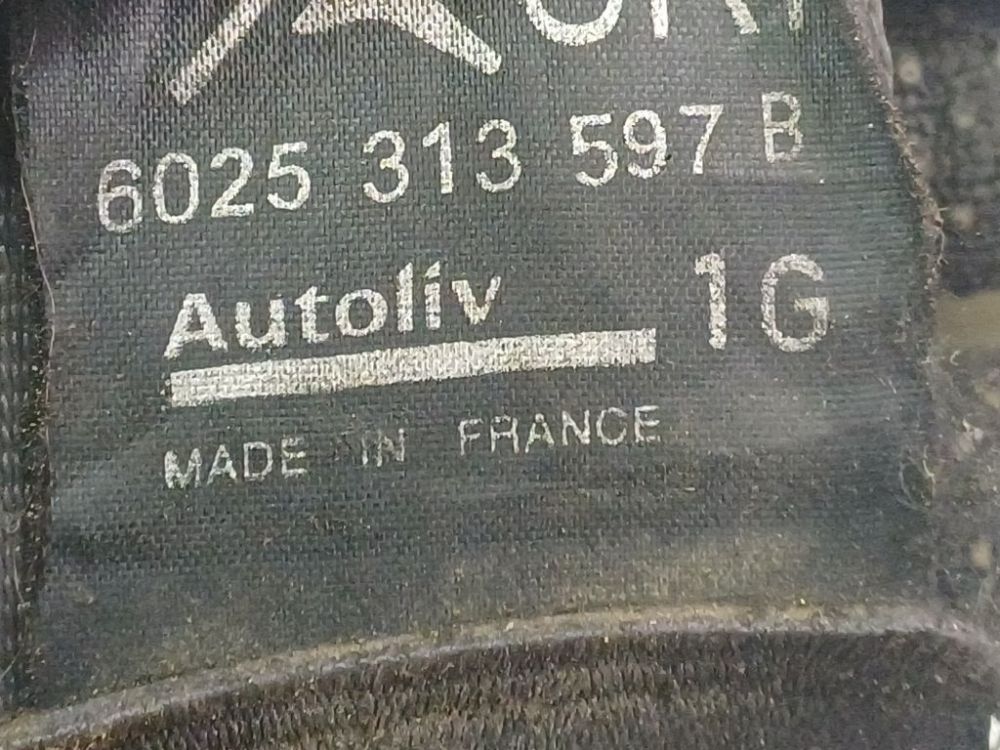 6025 313 597 B
Autoliv 1G
MADE IN FRANCE